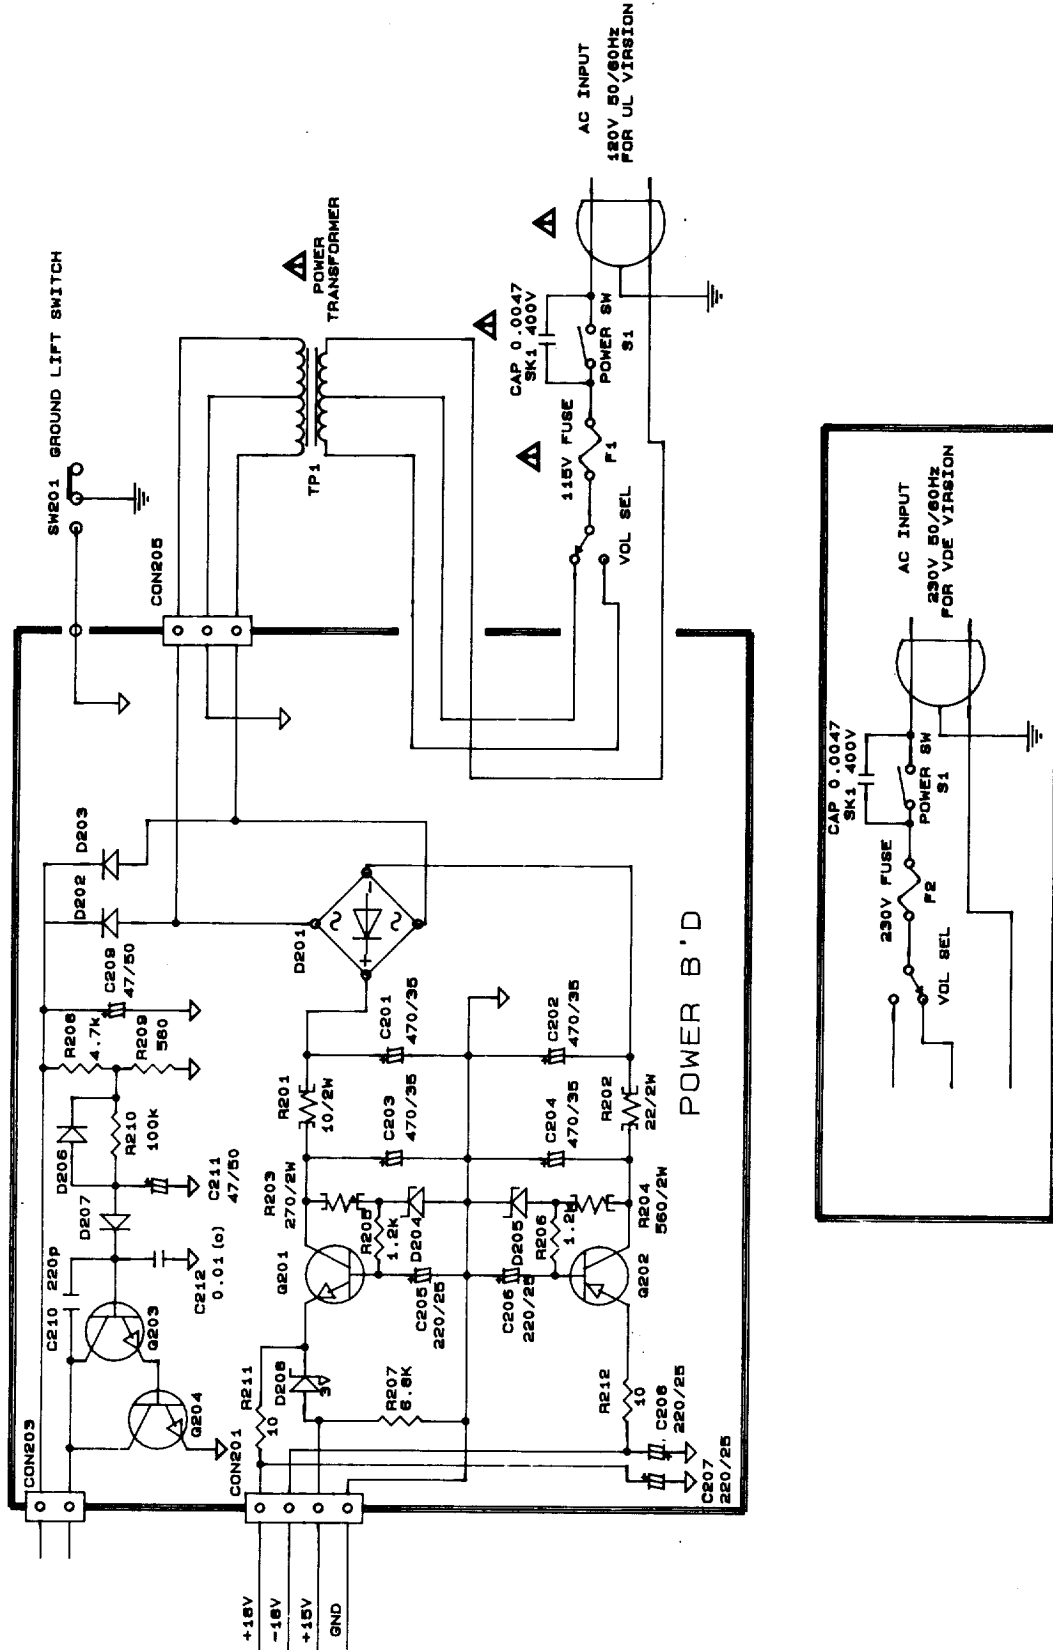 AC INPUT
120V 50/60Hz
FOR UL VIRSION
SW201 GROUND LIFT SWITCH
POWER
TRANSFORMER
TP1
CAP 0.0047
SK1 400V
POWER SW
S1
115V FUSE
F1
VOL SEL
CON205
D203
D202
C209
47/50
R208
4.7k
R209
560
D206
R210
100k
C211
47/50
D207
C212
0.01(o)
C210 220p
Q203
Q204
CON203
D201
+
-
C201
470/35
C202
470/35
R201
10/2W
R202
22/2W
C203
470/35
C204
470/35
R203
270/2W
R204
560/2W
R205
1.2k
D204
D205
R206
1.2k
Q201
Q202
C205
220/25
C206
220/25
R211
10
D208
3V
R207
6.8K
R212
10
C208
220/25
C207
220/25
CON201
+16V
-16V
+15V
GND
POWER B'D
AC INPUT
230V 50/60Hz
FOR VDE VIRSION
CAP 0.0047
SK1 400V
POWER SW
S1
230V FUSE
F2
VOL SEL